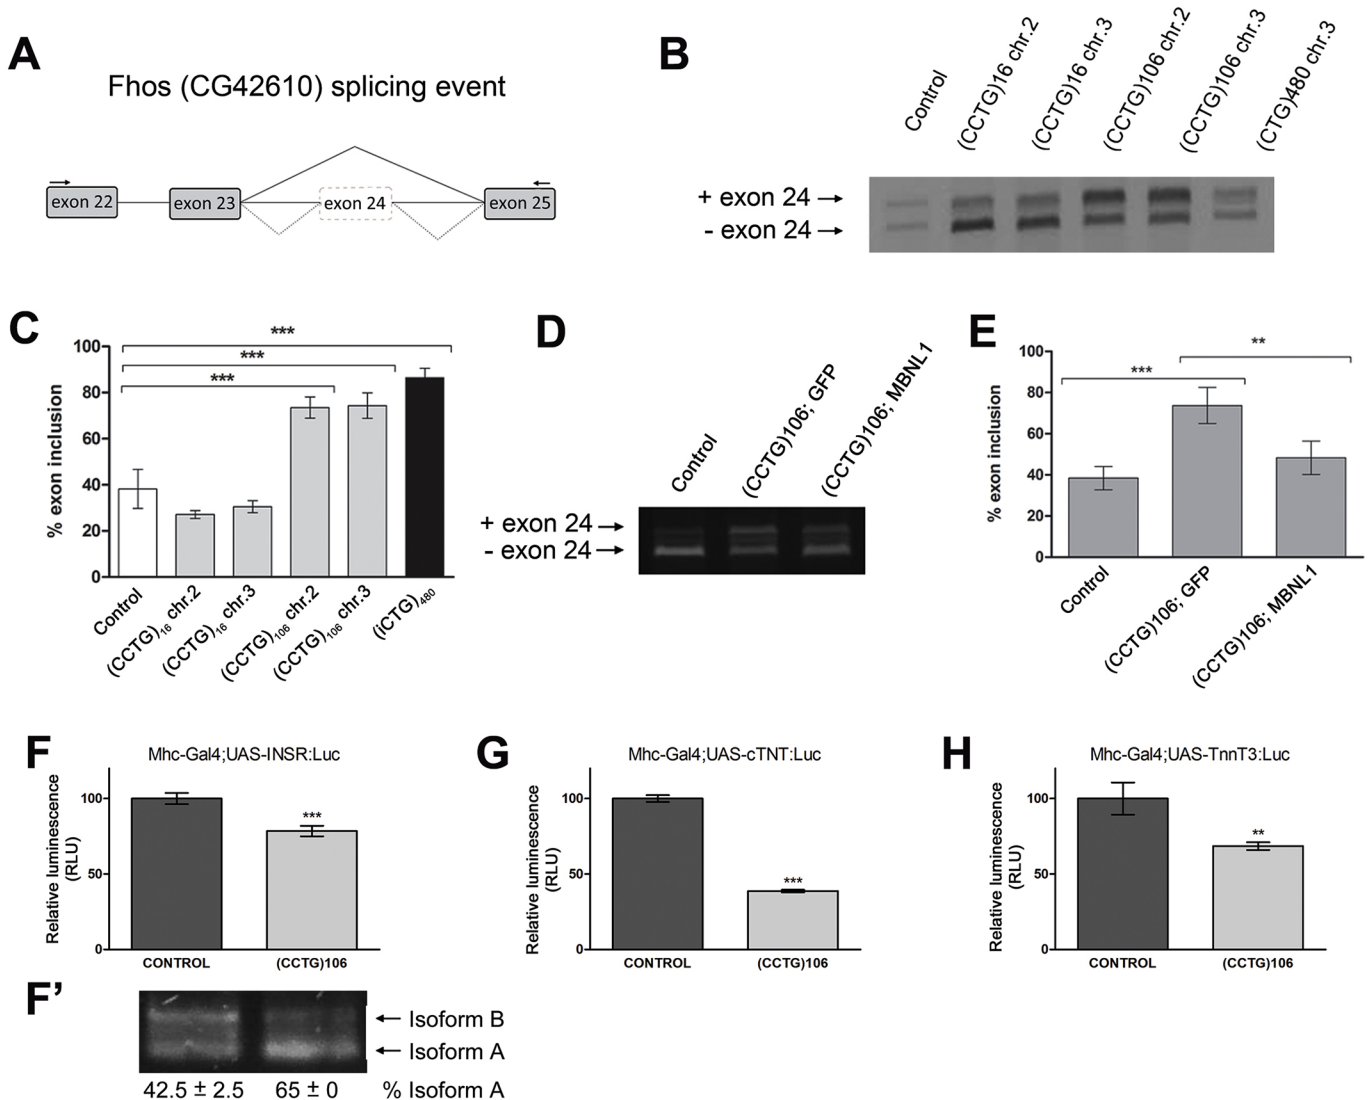 A
Fhos (CG42610) splicing event
exon 22
exon 23
exon 24
exon 25
B
Control
(CCTG)16 chr.2
(CCTG)16 chr.3
(CCTG)106 chr.2
(CCTG)106 chr.3
(CTG)480 chr.3
+ exon 24
- exon 24
C
% exon inclusion
100
80
60
40
20
0
***
***
***
Control
(CCTG)16 chr.2
(CCTG)16 chr.3
(CCTG)106 chr.2
(CCTG)106 chr.3
(iCTG)480
D
Control
(CCTG)106; GFP
(CCTG)106; MBNL1
+ exon 24
- exon 24
E
% exon inclusion
100
80
60
40
20
0
***
**
Control
(CCTG)106; GFP
(CCTG)106; MBNL1
F
Mhc-Gal4;UAS-INSR:Luc
Relative luminescence
(RLU)
100
50
0
***
CONTROL
(CCTG)106
G
Mhc-Gal4;UAS-cTNT:Luc
Relative luminescence
(RLU)
100
50
0
***
CONTROL
(CCTG)106
H
Mhc-Gal4;UAS-TnnT3:Luc
Relative luminescence
(RLU)
100
50
0
**
CONTROL
(CCTG)106
F'
Isoform B
Isoform A
42.5 ± 2.5 65 ± 0 % Isoform A